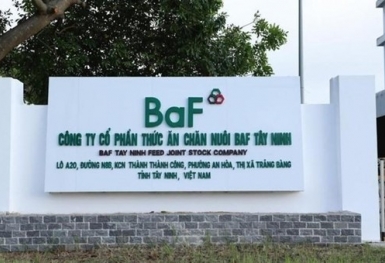 BaF
CÔNG TY CỔ PHẦN THỨC ĂN CHĂN NUÔI BAF TÂY NINH
BAF TAY NINH FEED JOINT STOCK COMPANY
LÔ A20, ĐƯỜNG N8B, KCN THÀNH THÀNH CÔNG, PHƯỜNG AN HÒA, THỊ XÃ TRẢNG BÀNG
TỈNH TÂY NINH, VIỆT NAM